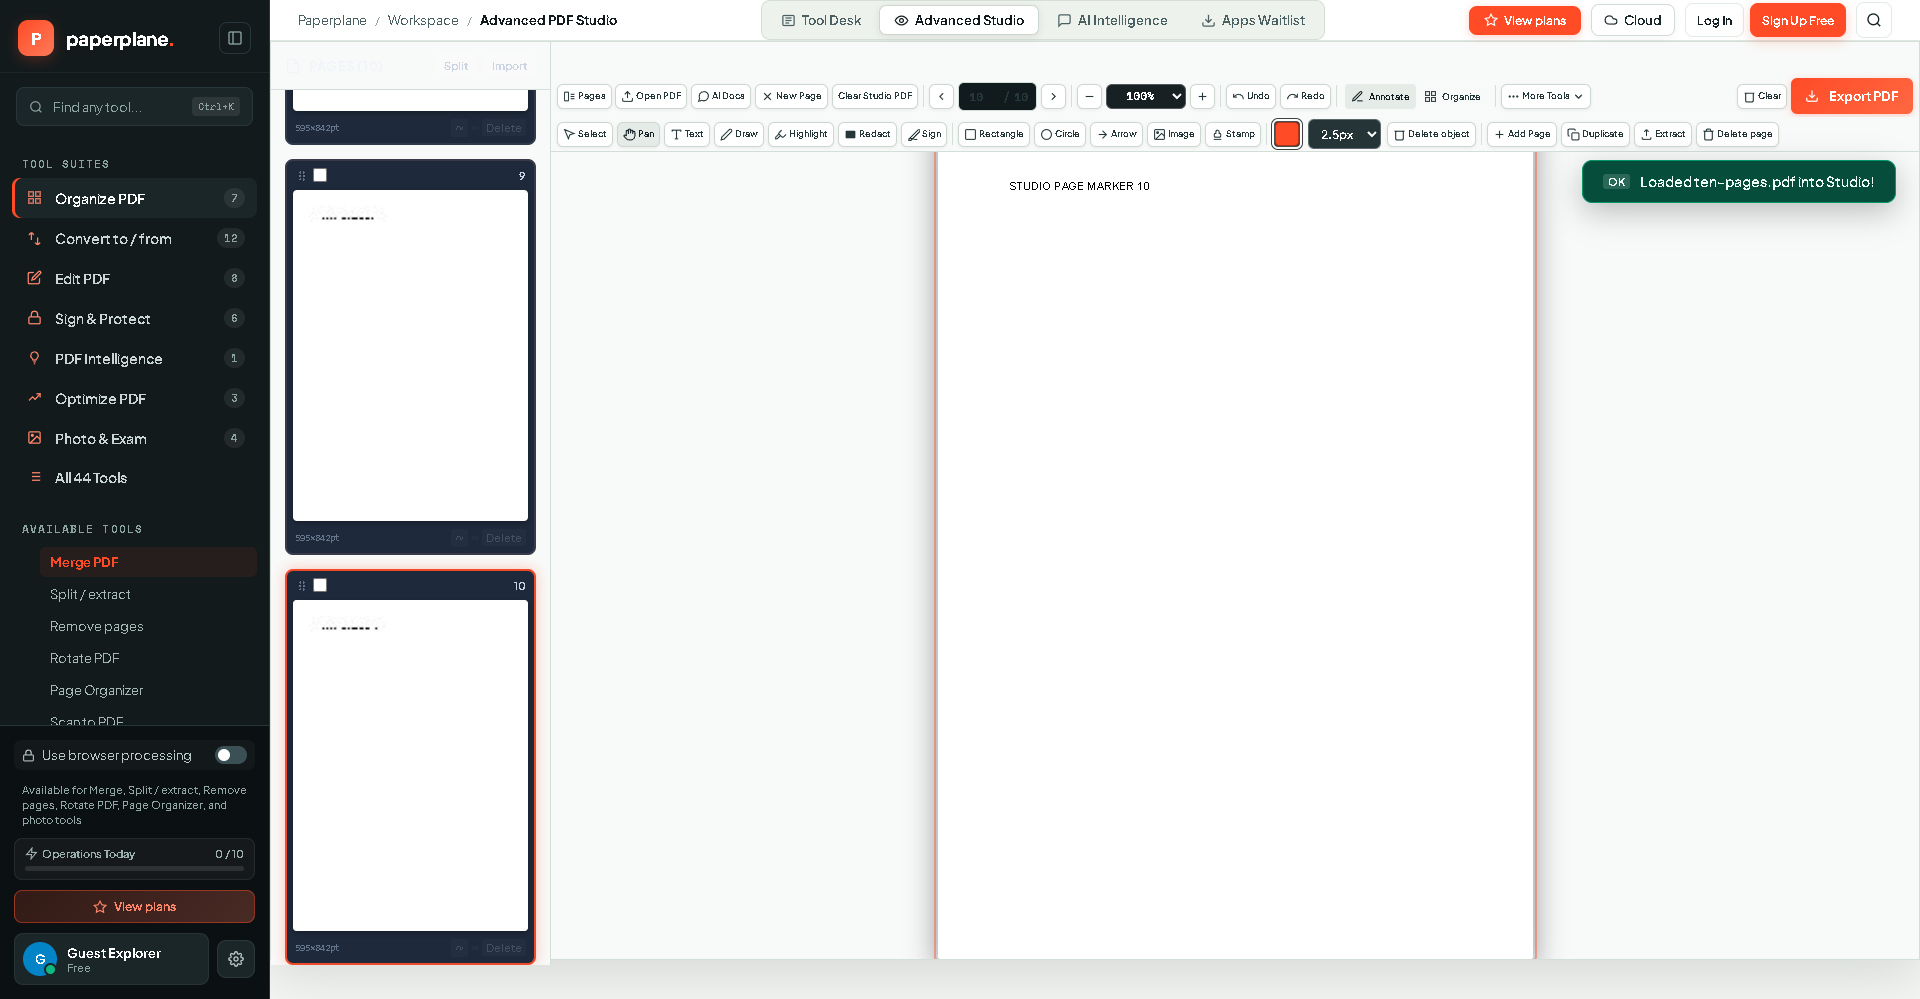 P paperplane.
Find any tool... Ctrl+K
TOOL SUITES
Organize PDF 7
Convert to / from 12
Edit PDF 8
Sign & Protect 6
PDF Intelligence 1
Optimize PDF 3
Photo & Exam 4
All 44 Tools
AVAILABLE TOOLS
Merge PDF
Split / extract
Remove pages
Rotate PDF
Page Organizer
Scan to PDF
Use browser processing
Available for Merge, Split / extract, Remove
pages, Rotate PDF, Page Organizer, and
photo tools
Operations Today 0 / 10
View plans
G Guest Explorer
Free
Paperplane / Workspace / Advanced PDF Studio
Tool Desk Advanced Studio AI Intelligence Apps Waitlist
View plans Cloud Log In Sign Up Free
PAGES (10) Split Import
Pages Open PDF AI Docs New Page Clear Studio PDF 10 / 10 100% Undo Redo Annotate Organize More Tools Clear Export PDF
Select Pan Text Draw Highlight Redact Sign Rectangle Circle Arrow Image Stamp 2.5px Delete object Add Page Duplicate Extract Delete page
595×842pt Delete
9
595×842pt Delete
10
595×842pt Delete
STUDIO PAGE MARKER 10
OK Loaded ten-pages.pdf into Studio!